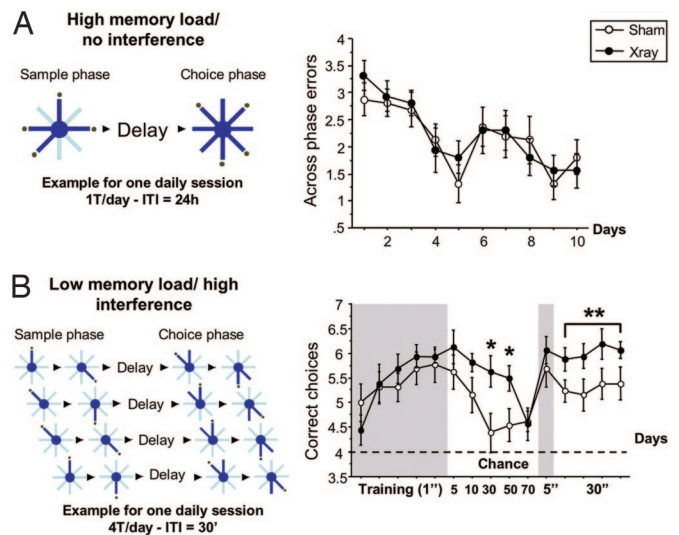 A
High memory load/
no interference
Sample phase
Choice phase
Delay
Example for one daily session
1T/day - ITI = 24h
Sham
Xray
Across phase errors
4
3.5
3
2.5
2
1.5
1
.5
2
4
6
8
10
Days
B
Low memory load/ high
interference
Sample phase
Choice phase
Delay
Delay
Delay
Delay
Example for one daily session
4T/day - ITI = 30'
Correct choices
7
6.5
6
5.5
5
4.5
4
3.5
*
*
**
Chance
Days
Training (1'') 5 10 30 50 70 5'' 30''